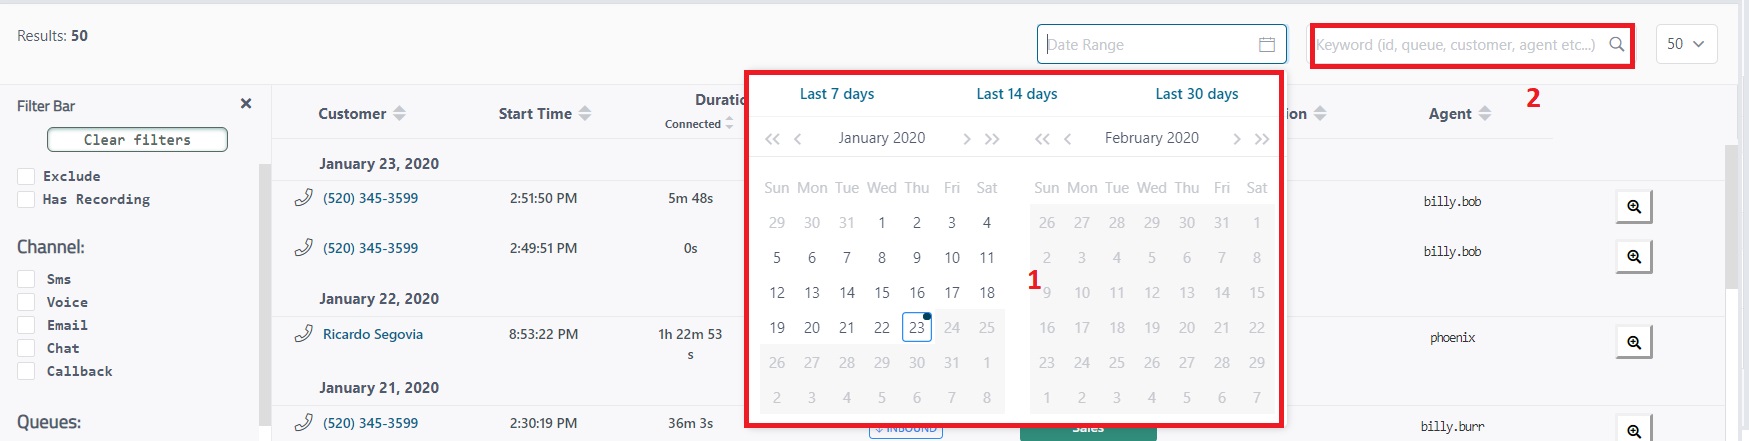 Results: 50
Date Range
Keyword (id, queue, customer, agent etc...)
50
Filter Bar
Clear filters
Exclude
Has Recording
Channel:
Sms
Voice
Email
Chat
Callback
Queues:
Customer Start Time Duratio ion Agent
Connected
January 23, 2020
(520) 345-3599 2:51:50 PM 5m 48s billy.bob
(520) 345-3599 2:49:51 PM 0s billy.bob
January 22, 2020
Ricardo Segovia 8:53:22 PM 1h 22m 53 s phoenix
January 21, 2020
(520) 345-3599 2:30:19 PM 36m 3s INBOUND Sales billy.burr
Last 7 days Last 14 days Last 30 days
January 2020
Sun Mon Tue Wed Thu Fri Sat
29 30 31 1 2 3 4
5 6 7 8 9 10 11
12 13 14 15 16 17 18
19 20 21 22 23 24 25
26 27 28 29 30 31 1
2 3 4 5 6 7 8
February 2020
Sun Mon Tue Wed Thu Fri Sat
26 27 28 29 30 31 1
2 3 4 5 6 7 8
9 10 11 12 13 14 15
16 17 18 19 20 21 22
23 24 25 26 27 28 29
1 2 3 4 5 6 7
1
2